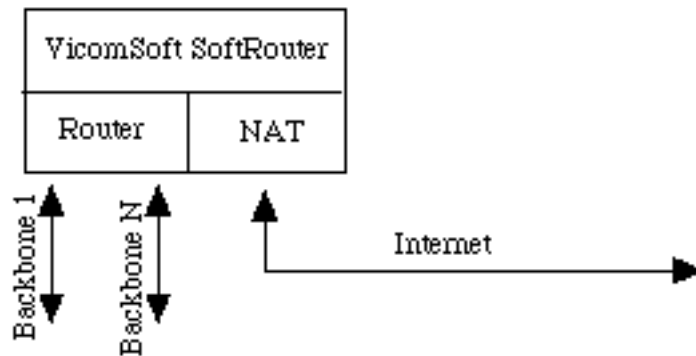 VicomSoft SoftRouter
Router
NAT
Backbone 1
Backbone N
Internet